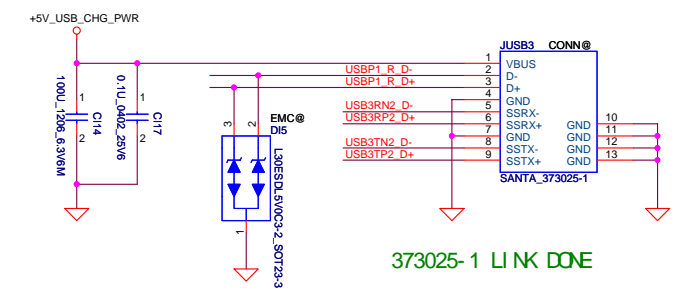 +5V_USB_CHG_PWR
JUSB3 CONN@
1 VBUS
USBP1_R_D- 2 D-
USBP1_R_D+ 3 D+
4 GND
USB3RN2_D- 5 SSRX-
USB3RP2_D+ 6 SSRX+ GND 10
7 GND GND 11
USB3TN2_D- 8 SSTX- GND 12
USB3TP2_D+ 9 SSTX+ GND 13
SANTA_373025-1
1
2
CI14
100U_1206_6.3V6M
1
2
CI17
0.1U_0402_25V6
EMC@
DI5
3
2
1
L30ESDL5V0C3-2_SOT23-3
373025-1 LINK DONE